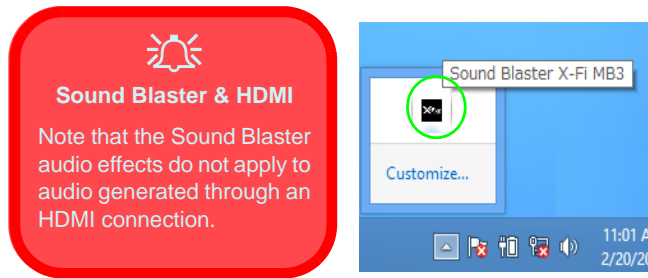 Sound Blaster & HDMI
Note that the Sound Blaster
audio effects do not apply to
audio generated through an
HDMI connection.
Sound Blaster X-Fi MB3
X-Fi
Customize...
11:01 A
2/20/20